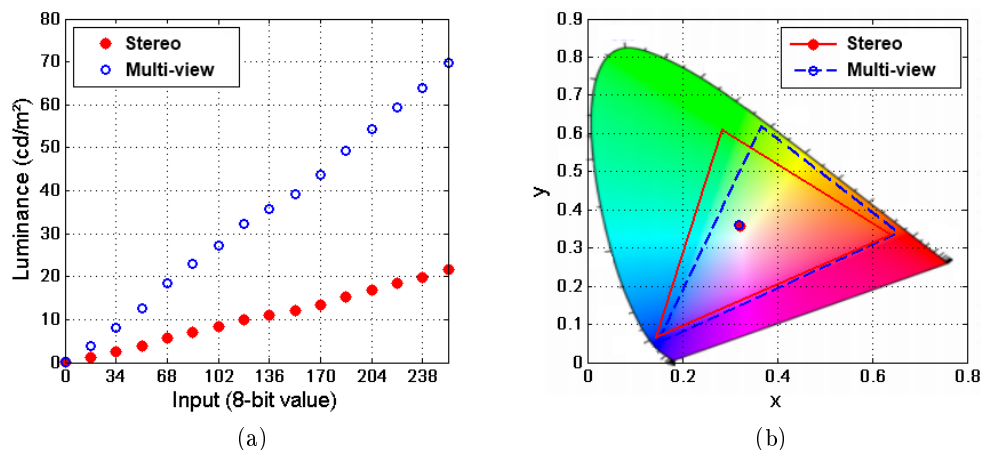 80
70
60
50
40
30
20
10
0
Luminance (cd/m²)
Stereo
Multi-view
0 34 68 102 136 170 204 238
Input (8-bit value)
(a)
0.9
0.8
0.7
0.6
0.5
0.4
0.3
0.2
0.1
0
y
Stereo
Multi-view
0 0.2 0.4 0.6 0.8
x
(b)